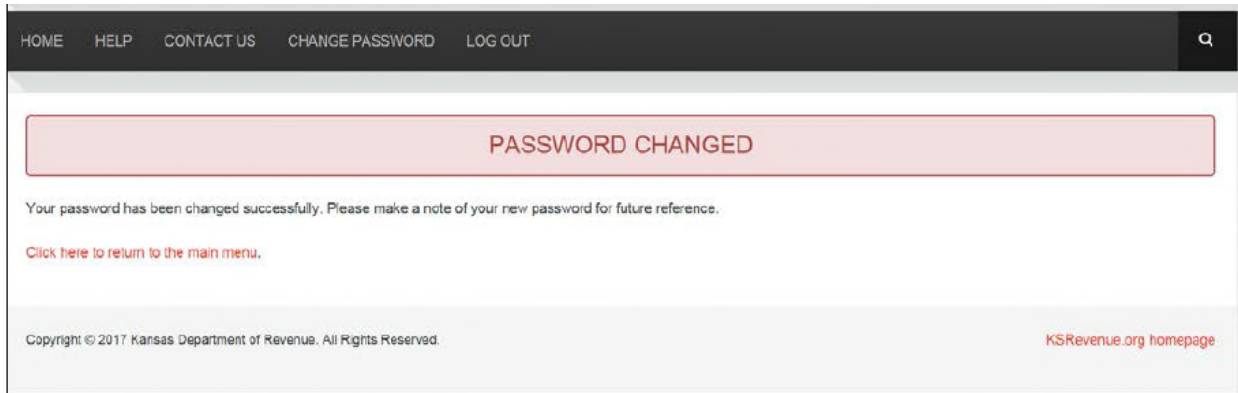 HOME HELP CONTACT US CHANGE PASSWORD LOG OUT
PASSWORD CHANGED
Your password has been changed successfully. Please make a note of your new password for future reference.
Click here to return to the main menu.
Copyright © 2017 Kansas Department of Revenue. All Rights Reserved. KSRevenue.org homepage